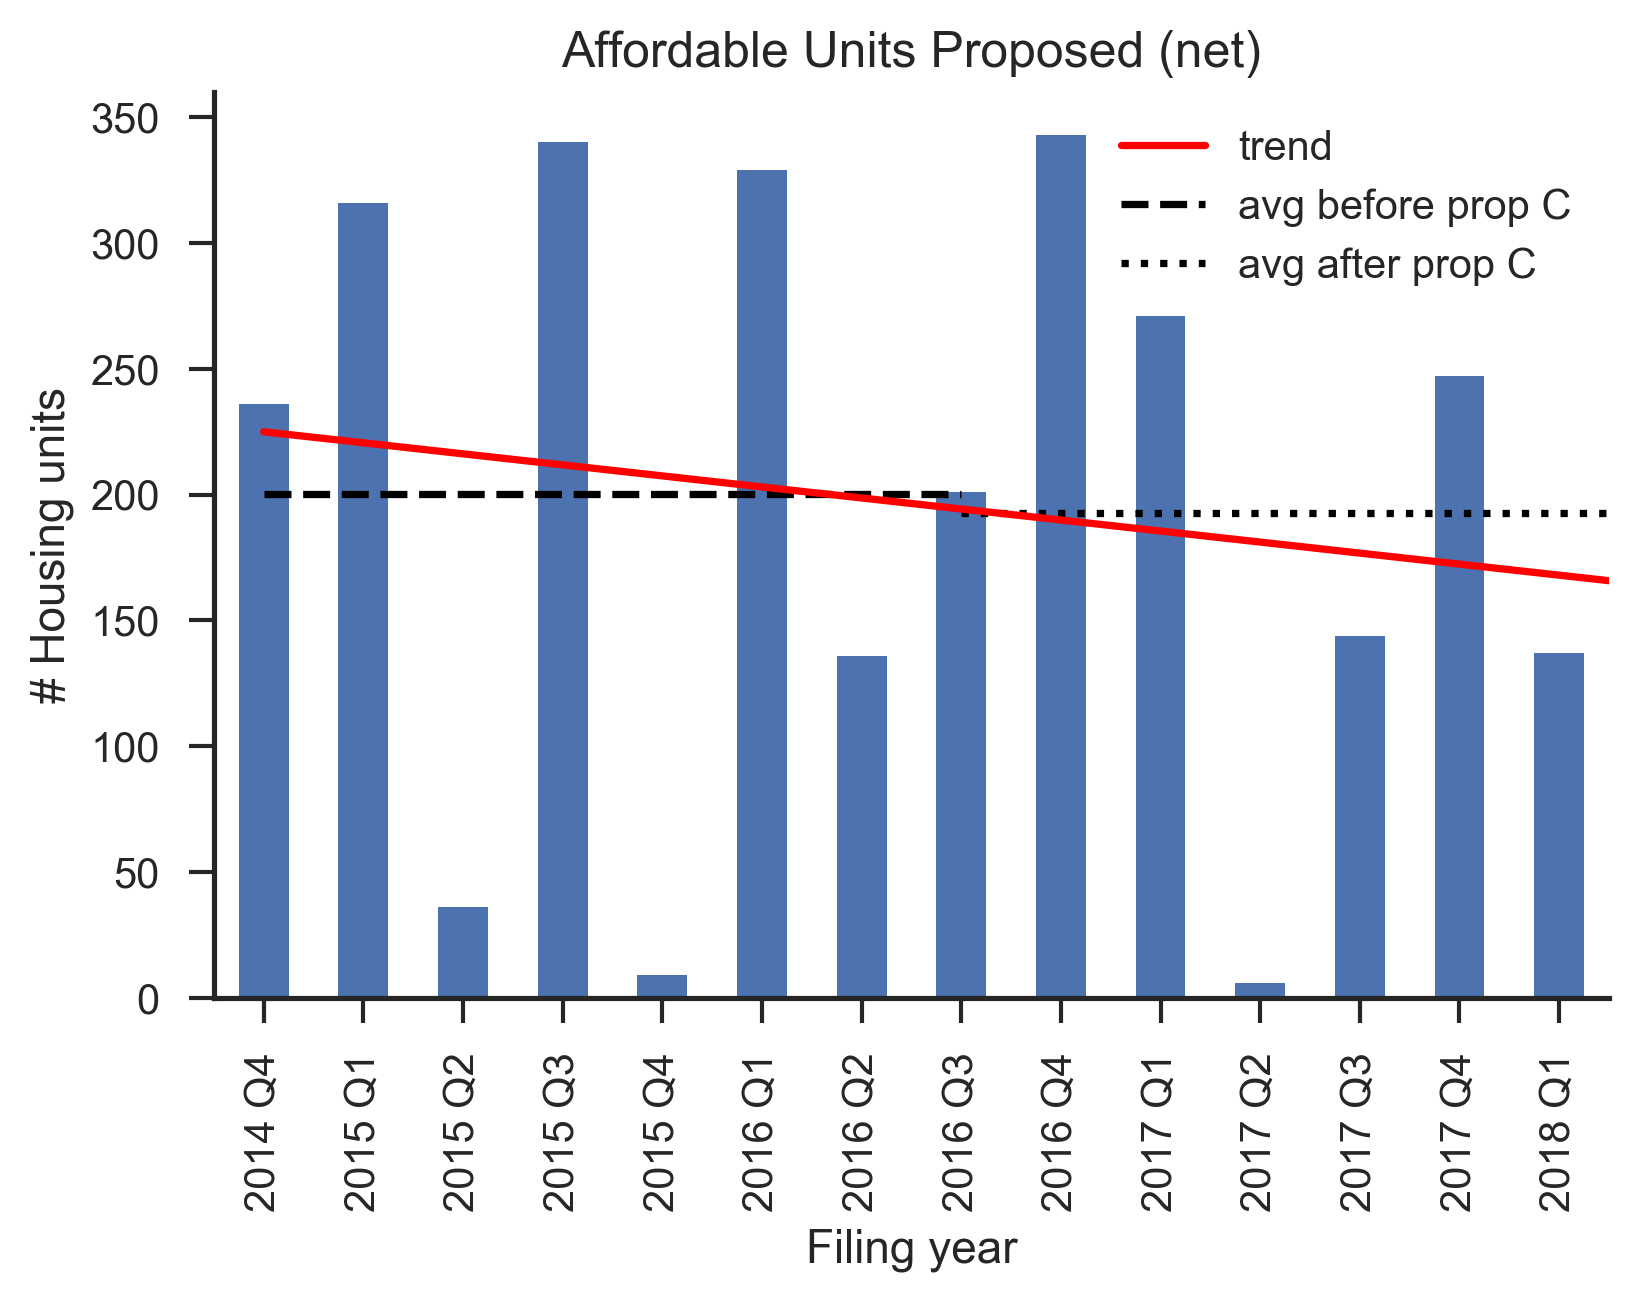 Affordable Units Proposed (net)
trend
avg before prop C
avg after prop C
350
300
250
200
150
100
50
0
# Housing units
2014 Q4
2015 Q1
2015 Q2
2015 Q3
2015 Q4
2016 Q1
2016 Q2
2016 Q3
2016 Q4
2017 Q1
2017 Q2
2017 Q3
2017 Q4
2018 Q1
Filing year